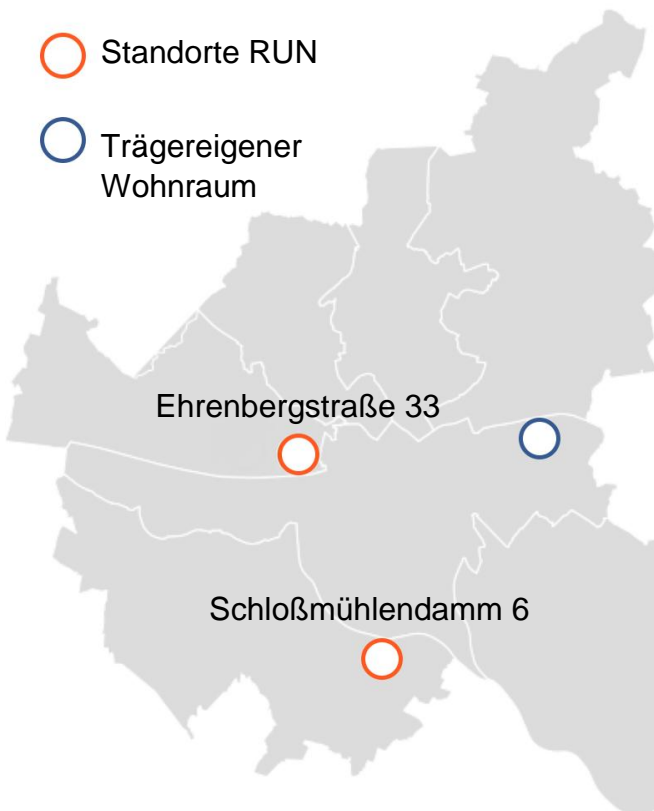 Standorte RUN
Trägereigener
Wohnraum
Ehrenbergstraße 33
Schloßmühlendamm 6